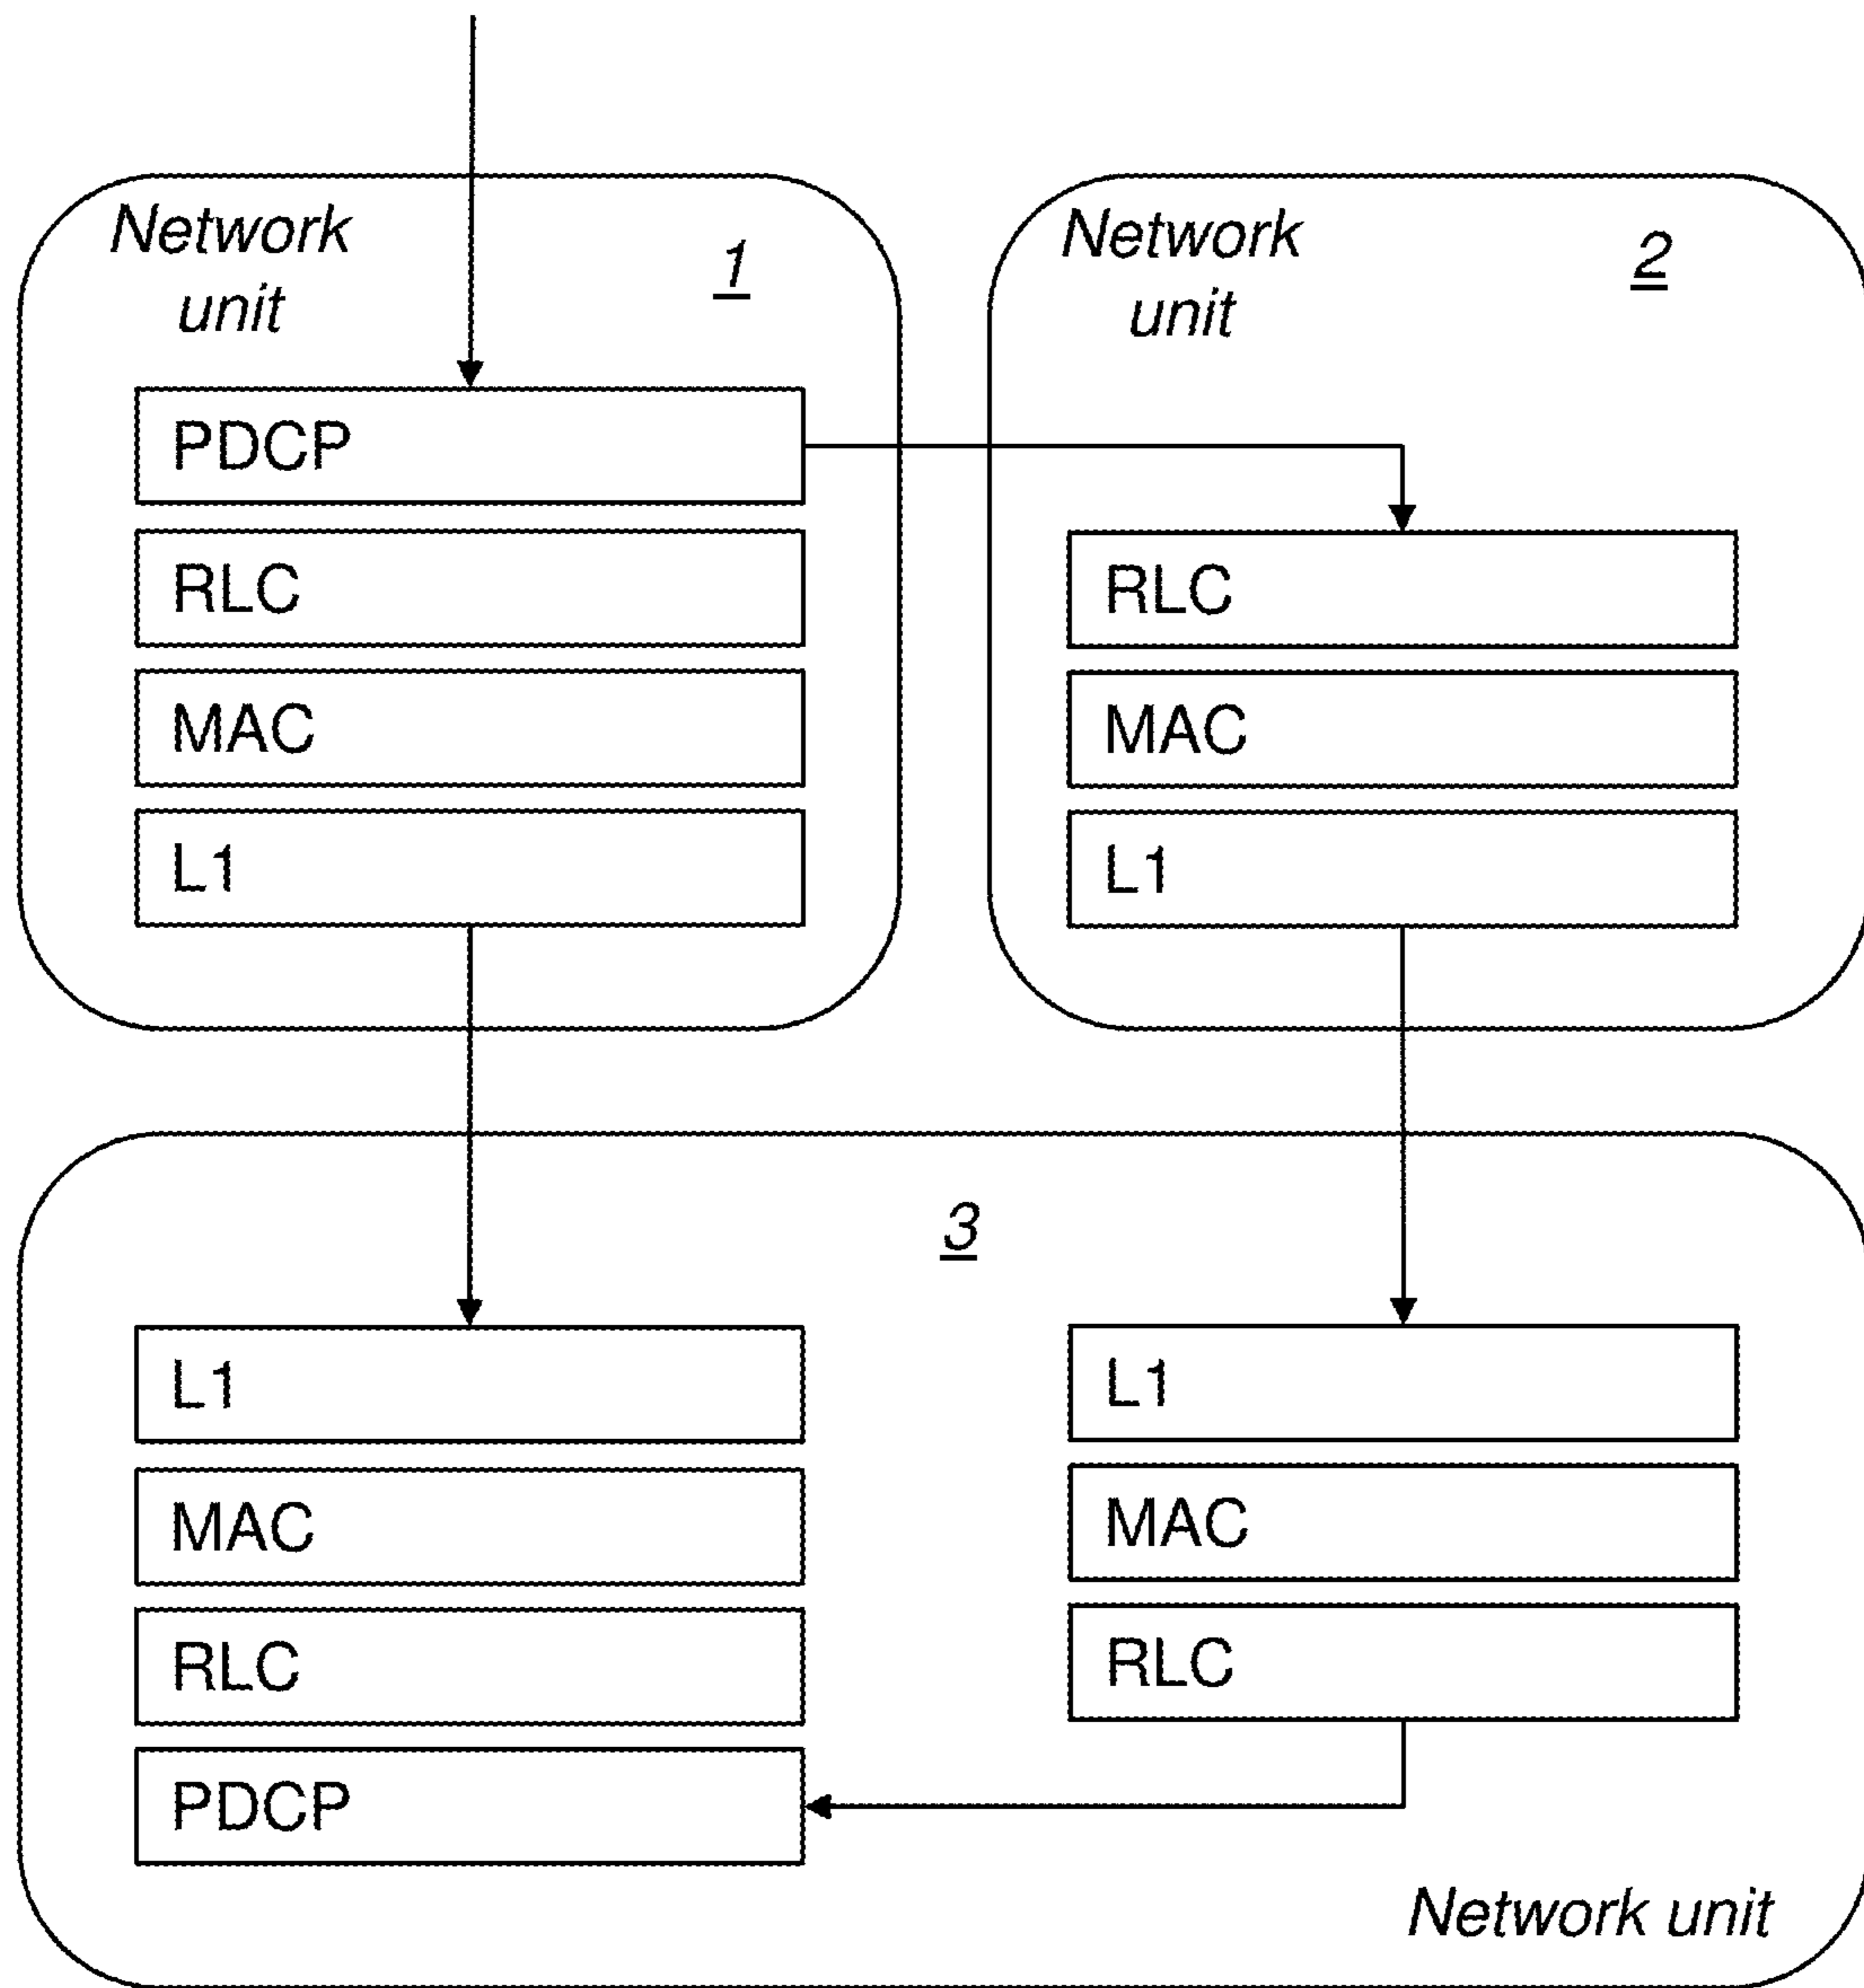 Network
unit
1
PDCP
RLC
MAC
L1
Network
unit
2
RLC
MAC
L1
3
L1
MAC
RLC
PDCP
L1
MAC
RLC
Network unit